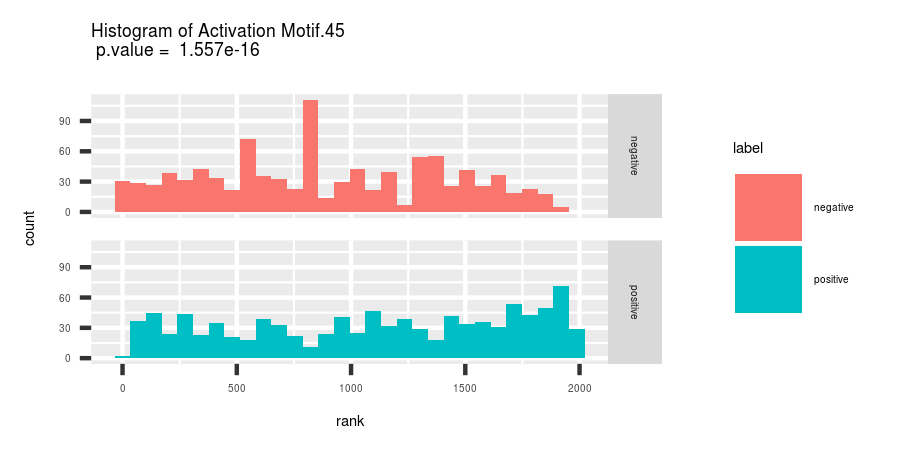 Histogram of Activation Motif.45
p.value = 1.557e-16
90
60
30
0
negative
90
60
30
0
positive
0 500 1000 1500 2000
rank
count
label
negative
positive